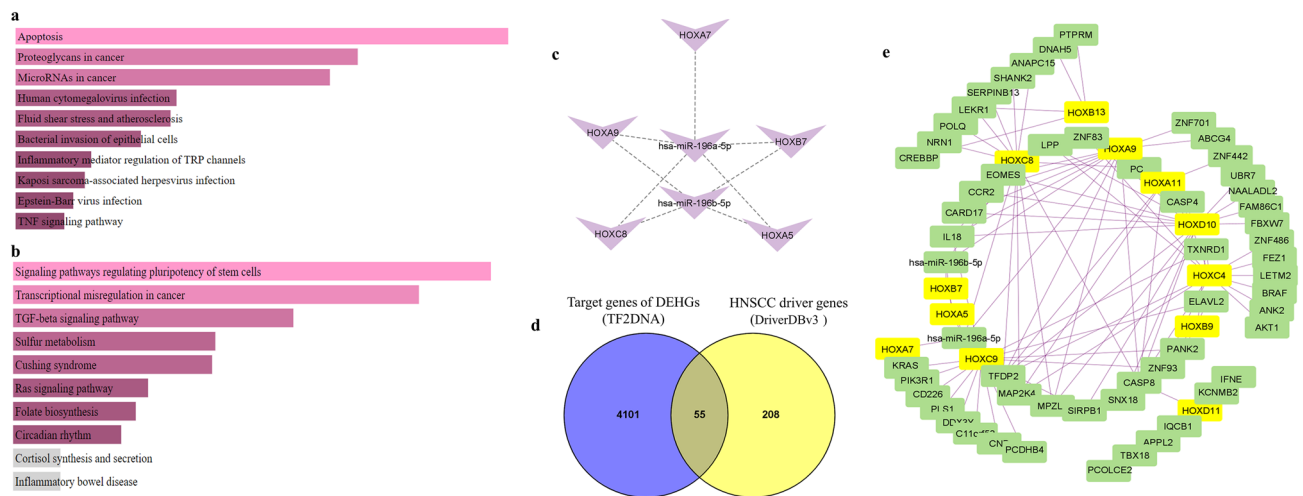 a
Apoptosis
Proteoglycans in cancer
MicroRNAs in cancer
Human cytomegalovirus infection
Fluid shear stress and atherosclerosis
Bacterial invasion of epithelial cells
Inflammatory mediator regulation of TRP channels
Kaposi sarcoma-associated herpesvirus infection
Epstein-Barr virus infection
TNF signaling pathway
b
Signaling pathways regulating pluripotency of stem cells
Transcriptional misregulation in cancer
TGF-beta signaling pathway
Sulfur metabolism
Cushing syndrome
Ras signaling pathway
Folate biosynthesis
Circadian rhythm
Cortisol synthesis and secretion
Inflammatory bowel disease
c
HOXA7
HOXA9
hsa-miR-196a-5p
HOXB7
hsa-miR-196b-5p
HOXC8
HOXA5
d
Target genes of DEHGs
(TF2DNA)
HNSCC driver genes
(DriverDBv3)
4101
55
208
e
PTPRM
DNAH5
ANAPC15
SHANK2
SERPINB13
LEKR1
POLQ
NRN1
CREBBP
HOXB13
HOXC8
LPP
ZNF83
HOXA9
PC
HOXA11
CASP4
HOXD10
ZNF701
ABCG4
ZNF442
UBR7
NAALADL2
FAM86C1
FBXW7
ZNF486
FEZ1
LETM2
BRAF
ANK2
AKT1
EOMES
CCR2
CARD17
IL18
hsa-miR-196b-5p
HOXB7
HOXA5
hsa-miR-196a-5p
HOXA7
HOXC9
TXNRD1
HOXC4
ELAVL2
HOXB9
PANK2
ZNF93
CASP8
SNX18
SIRPB1
MPZL
MAP2K4
TFDP2
KRAS
PIK3R1
CD226
PLS1
DDX3X
PCDHB4
IFNE
KCNMB2
HOXD11
IQCB1
APPL2
TBX18
PCOLCE2